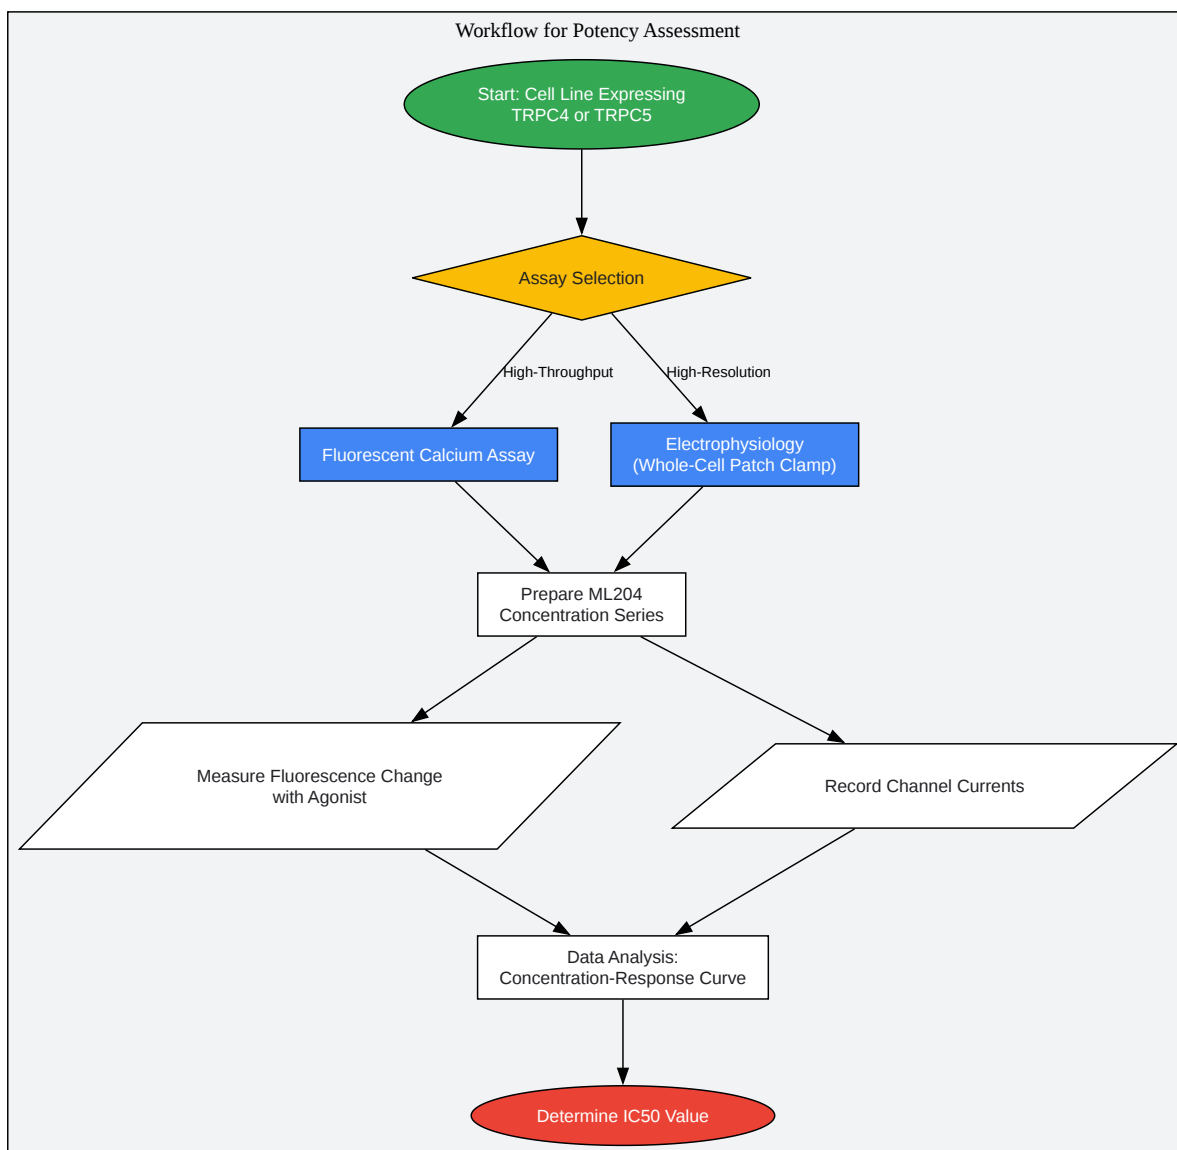 Workflow for Potency Assessment
Start: Cell Line Expressing
TRPC4 or TRPC5
Assay Selection
High-Throughput
High-Resolution
Fluorescent Calcium Assay
Electrophysiology
(Whole-Cell Patch Clamp)
Prepare ML204
Concentration Series
Measure Fluorescence Change
with Agonist
Record Channel Currents
Data Analysis:
Concentration-Response Curve
Determine IC50 Value